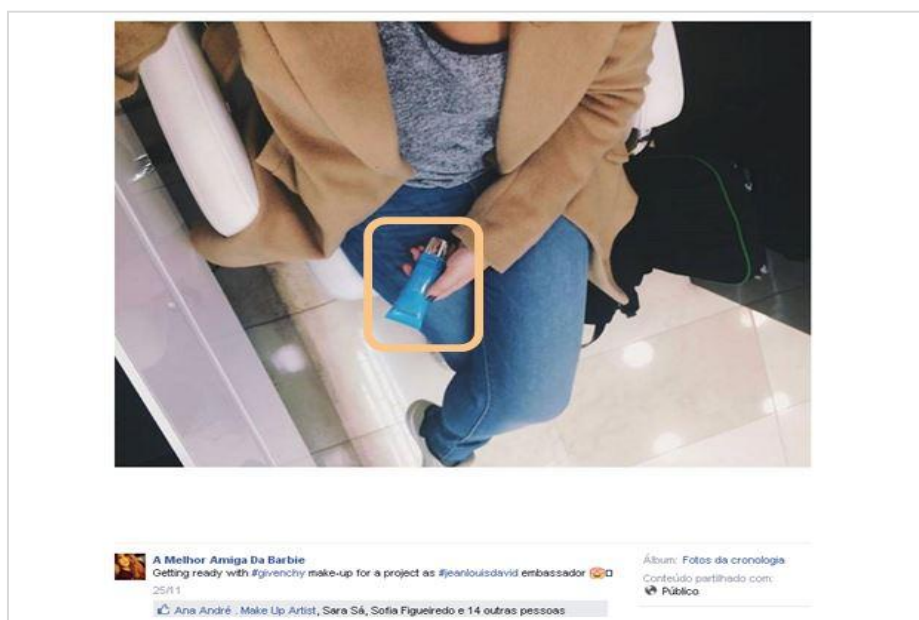 A Melhor Amiga Da Barbie
Getting ready with #givenchy make-up for a project as #jeanlouisdavid embassador
25/11
Ana André . Make Up Artist, Sara Sá, Sofia Figueiredo e 14 outras pessoas
Álbum: Fotos da cronologia
Conteúdo partilhado com:
Público